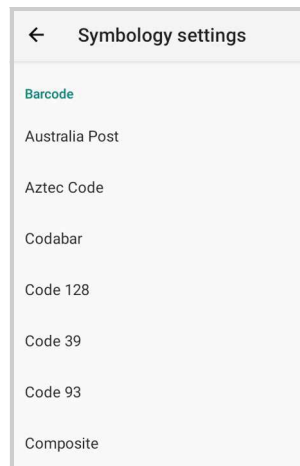 Symbology settings
Barcode
Australia Post
Aztec Code
Codabar
Code 128
Code 39
Code 93
Composite